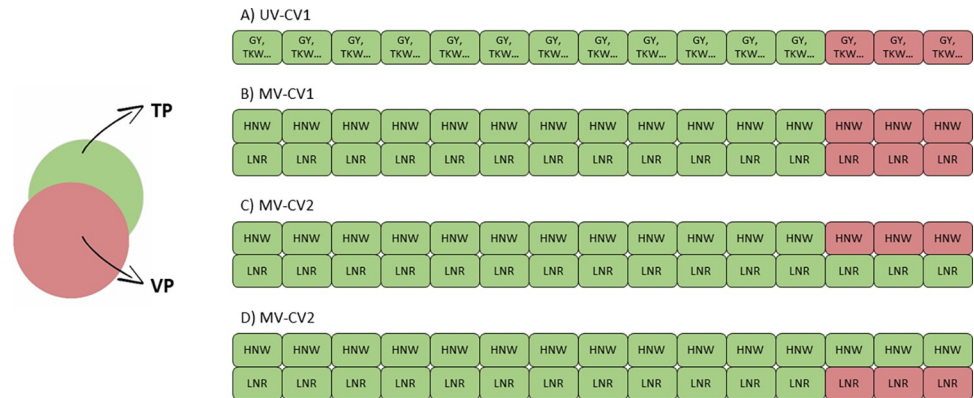 A) UV-CV1
GY, GY, GY, GY, GY, GY, GY, GY, GY, GY, GY, GY, GY, GY, GY,
TKW... TKW... TKW... TKW... TKW... TKW... TKW... TKW... TKW... TKW... TKW... TKW... TKW... TKW... TKW...
TP
B) MV-CV1
HNW HNW HNW HNW HNW HNW HNW HNW HNW HNW HNW HNW HNW HNW HNW
LNR LNR LNR LNR LNR LNR LNR LNR LNR LNR LNR LNR LNR LNR LNR
C) MV-CV2
HNW HNW HNW HNW HNW HNW HNW HNW HNW HNW HNW HNW HNW HNW HNW
LNR LNR LNR LNR LNR LNR LNR LNR LNR LNR LNR LNR LNR LNR LNR
VP
D) MV-CV2
HNW HNW HNW HNW HNW HNW HNW HNW HNW HNW HNW HNW HNW HNW HNW
LNR LNR LNR LNR LNR LNR LNR LNR LNR LNR LNR LNR LNR LNR LNR